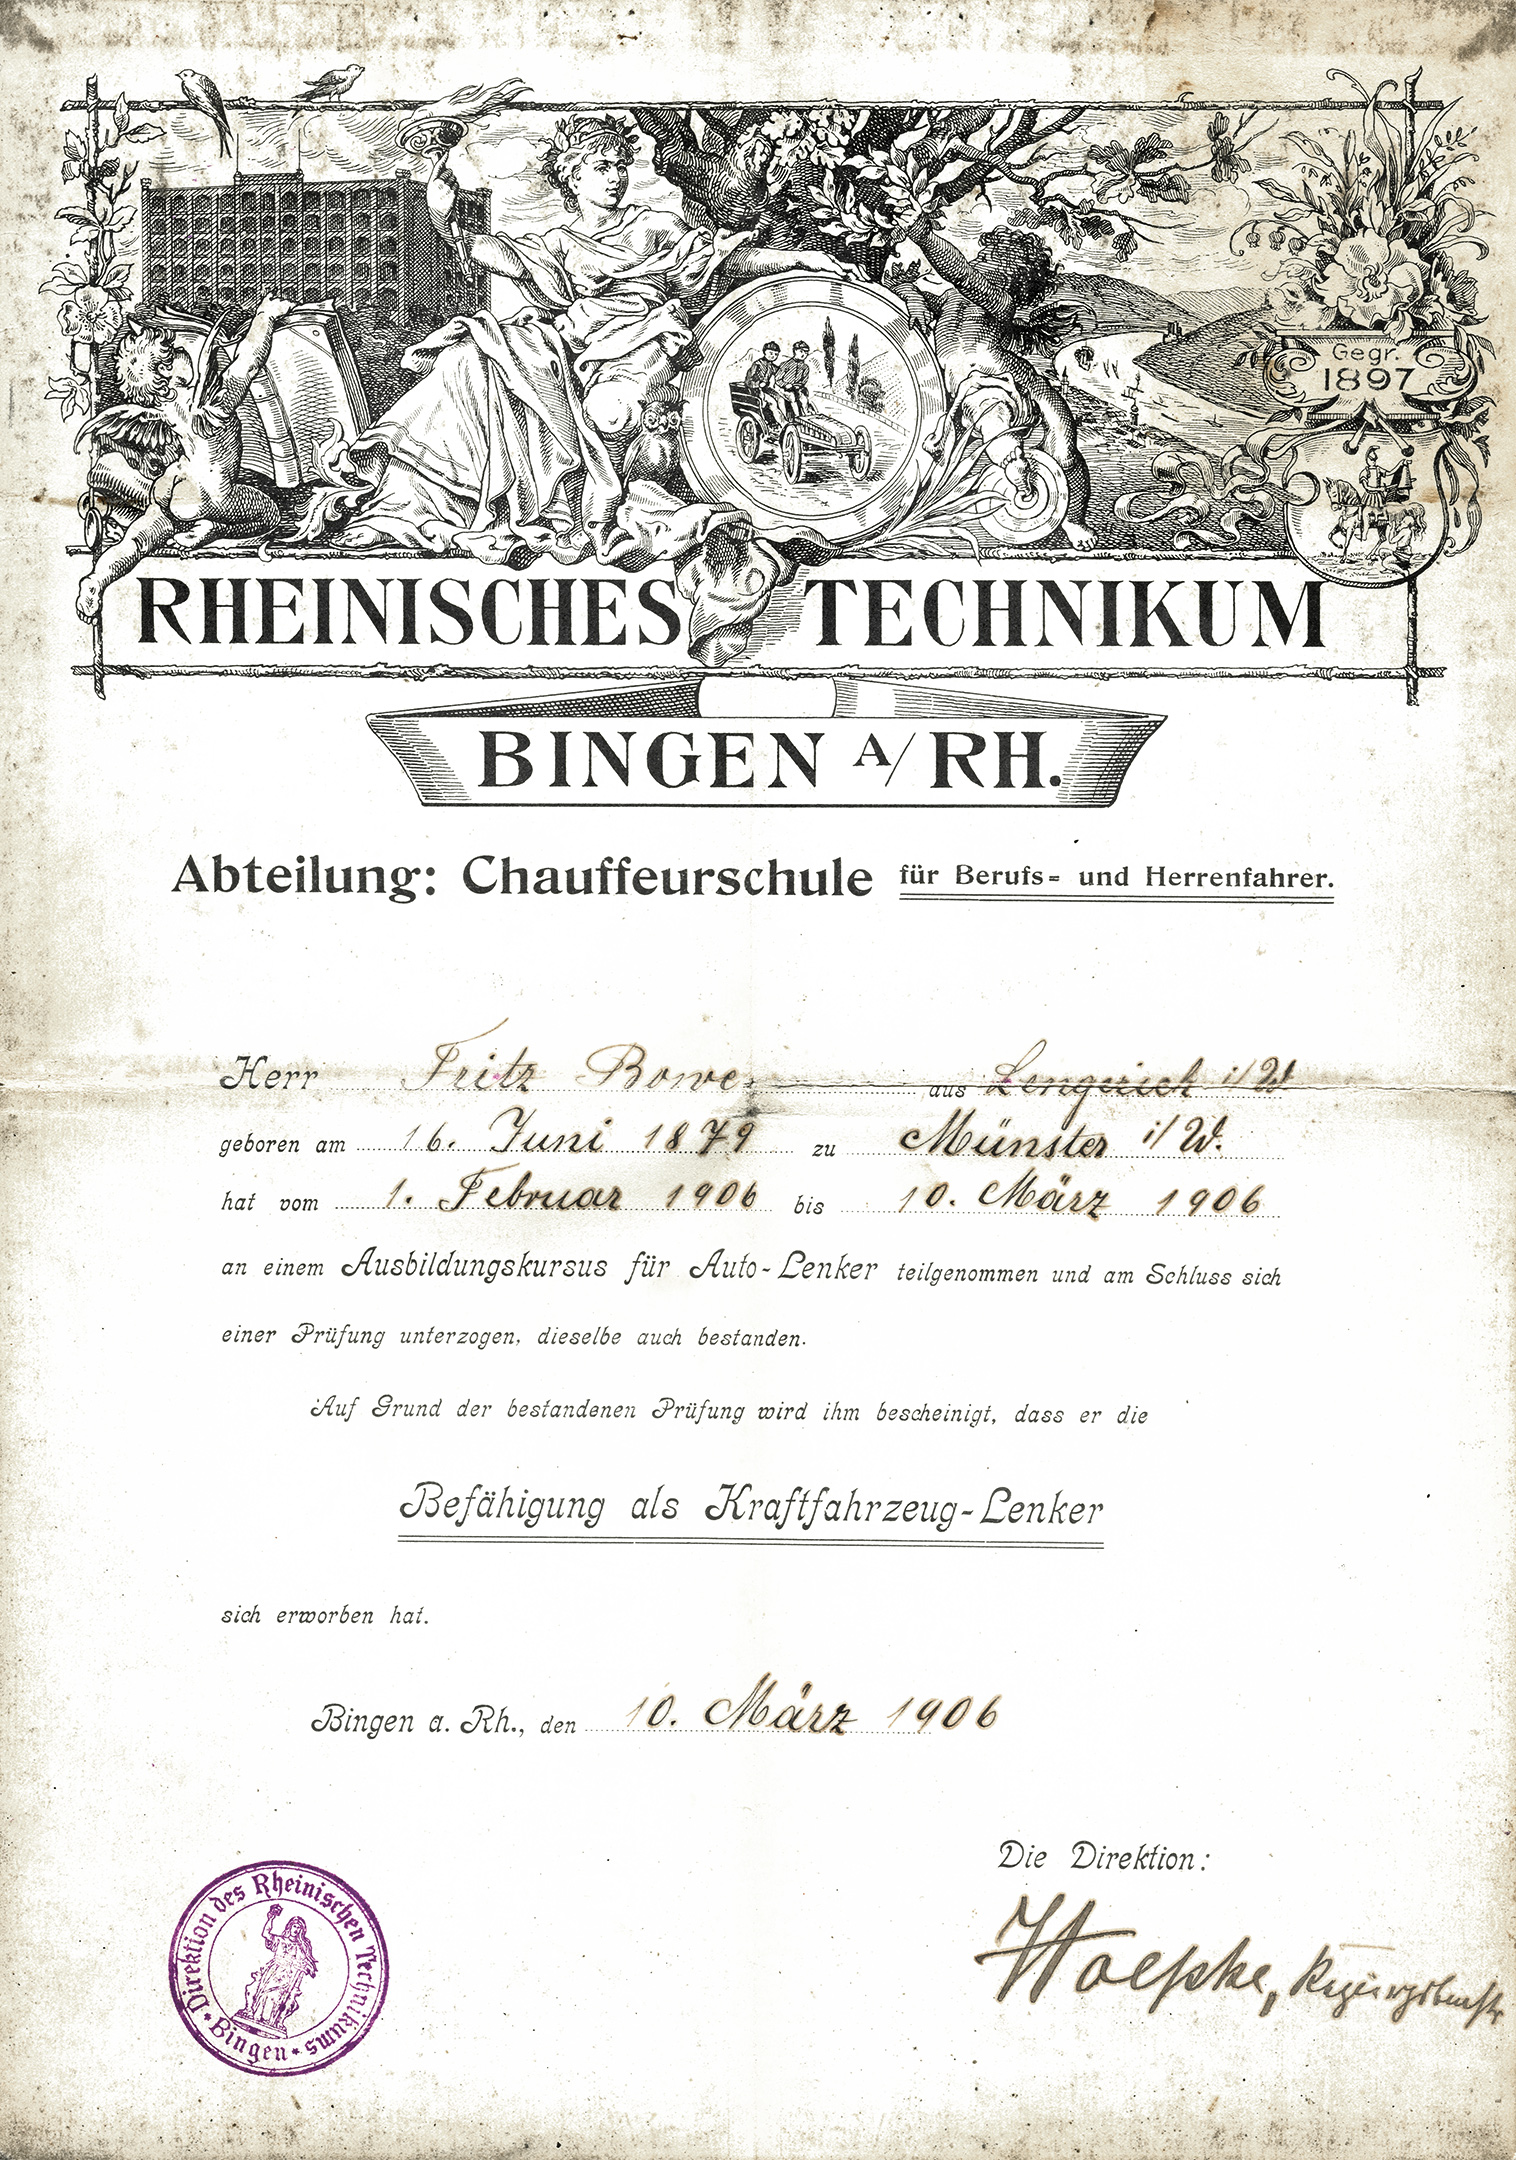 Gegr.
1897
RHEINISCHES TECHNIKUM
BINGEN A/RH.
Abteilung: Chauffeurschule für Berufs- und Herrenfahrer.
Herr Fritz Bowe aus Lengerich i/W
geboren am 16. Juni 1879 zu Münster i/W.
hat vom 1. Februar 1906 bis 10. März 1906
an einem Ausbildungskursus für Auto-Lenker teilgenommen und am Schluss sich
einer Prüfung unterzogen, dieselbe auch bestanden.
Auf Grund der bestandenen Prüfung wird ihm bescheinigt, dass er die
Befähigung als Kraftfahrzeug-Lenker
sich erworben hat.
Bingen a. Rh., den 10. März 1906
Die Direktion:
Hoepke,
Direktion des Rheinischen Technikums
Bingen